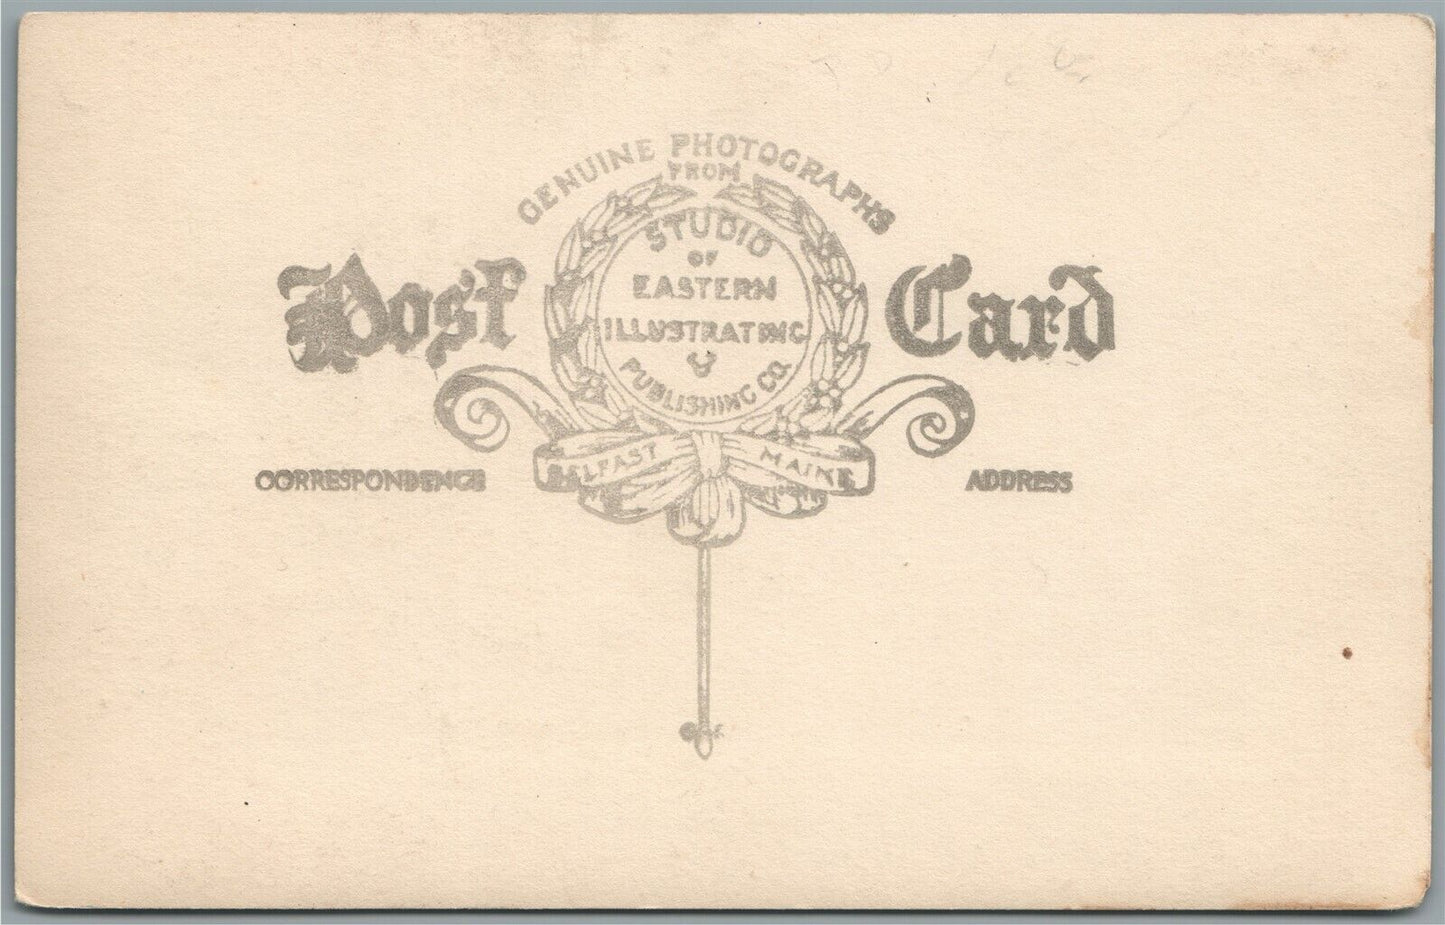 GENUINE PHOTOGRAPHS
FROM
STUDIO
OF
EASTERN
ILLUSTRATING
&
PUBLISHING CO.
Post Card
BELFAST MAINE
CORRESPONDENCE ADDRESS